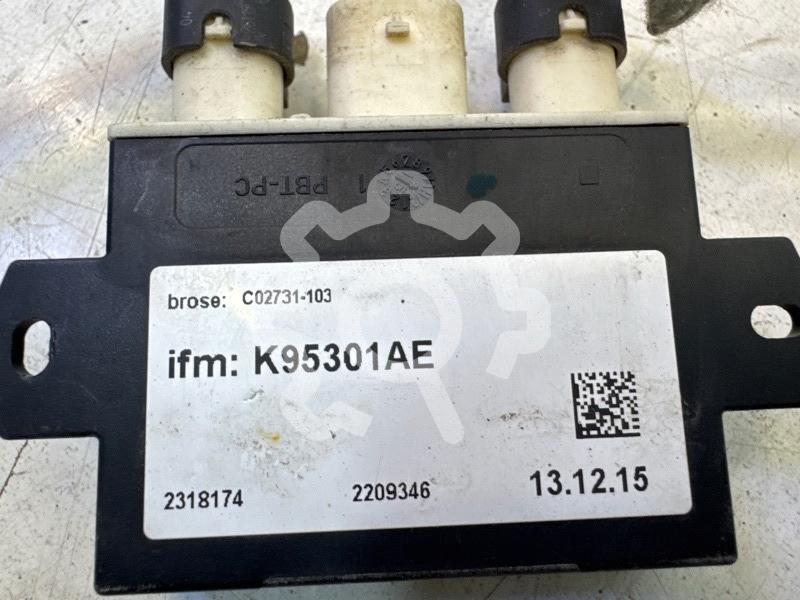 PBT-PC
brose: C02731-103
ifm: K95301AE
2318174 2209346 13.12.15